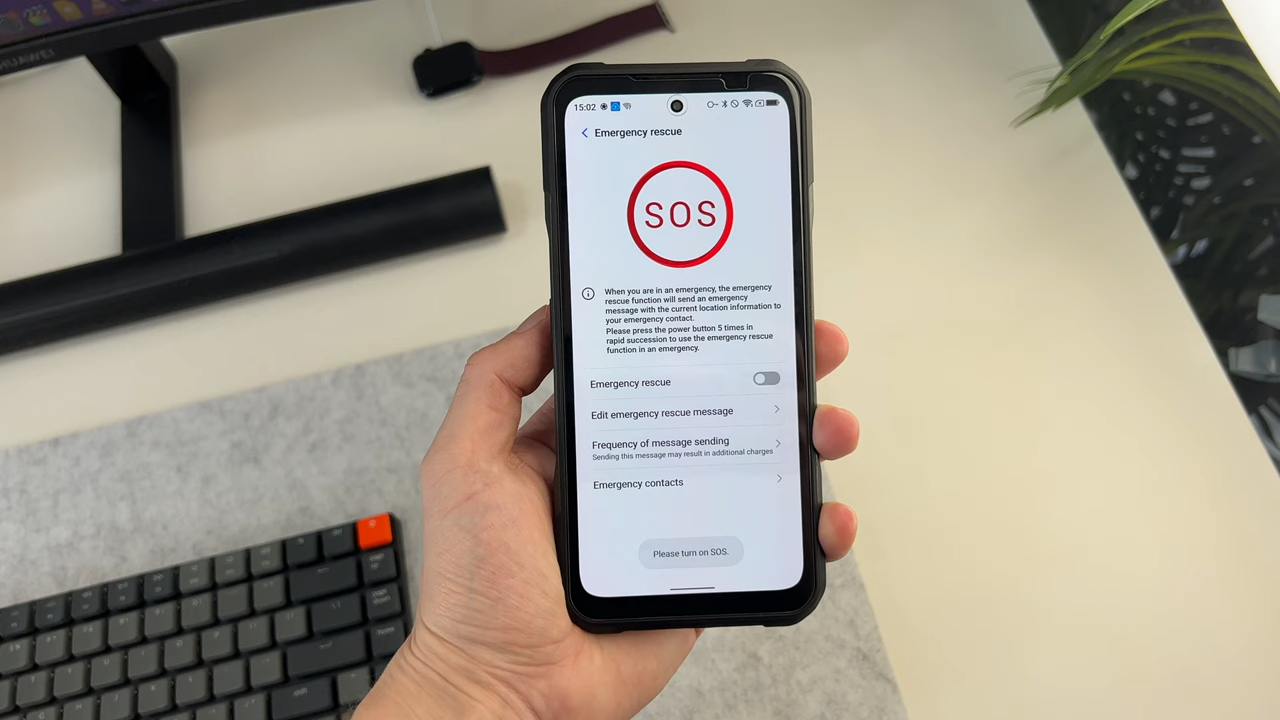 HUAWEI
15:02
Emergency rescue
SOS
When you are in an emergency, the emergency
rescue function will send an emergency
message with the current location information to
your emergency contact.
Please press the power button 5 times in
rapid succession to use the emergency rescue
function in an emergency.
Emergency rescue
Edit emergency rescue message
Frequency of message sending
Sending this message may result in additional charges
Emergency contacts
Please turn on SOS.
home
shift